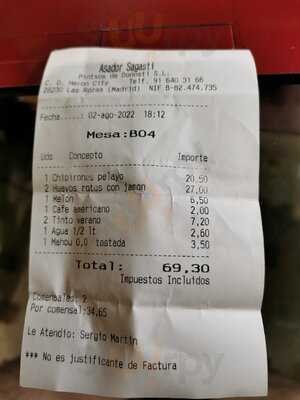 Asador Sagasti
Pintxos de Donosti S.L.
C. O. Heron City Tf. 91 640 31 66
28230 Las Rozas (Madrid) NIF B-82.474.735
Fecha.....: 02-ago-2022 18:12
Mesa:B04
Uds Concepto Importe
1 Chipirones pelayo 20,50
2 Huevos rotos con jamon 27,00
1 Melon 6,50
1 Cafe americano 2,00
2 Tinto verano 7,20
1 Agua 1/2 lt 2,60
1 Mahou 0,0 tostada 3,50
Total: 69,30
Impuestos Incluidos
Comensales: 2
Por comensal:34,65
Le Atendio: Sergio Martin
*** No es justificante de Factura